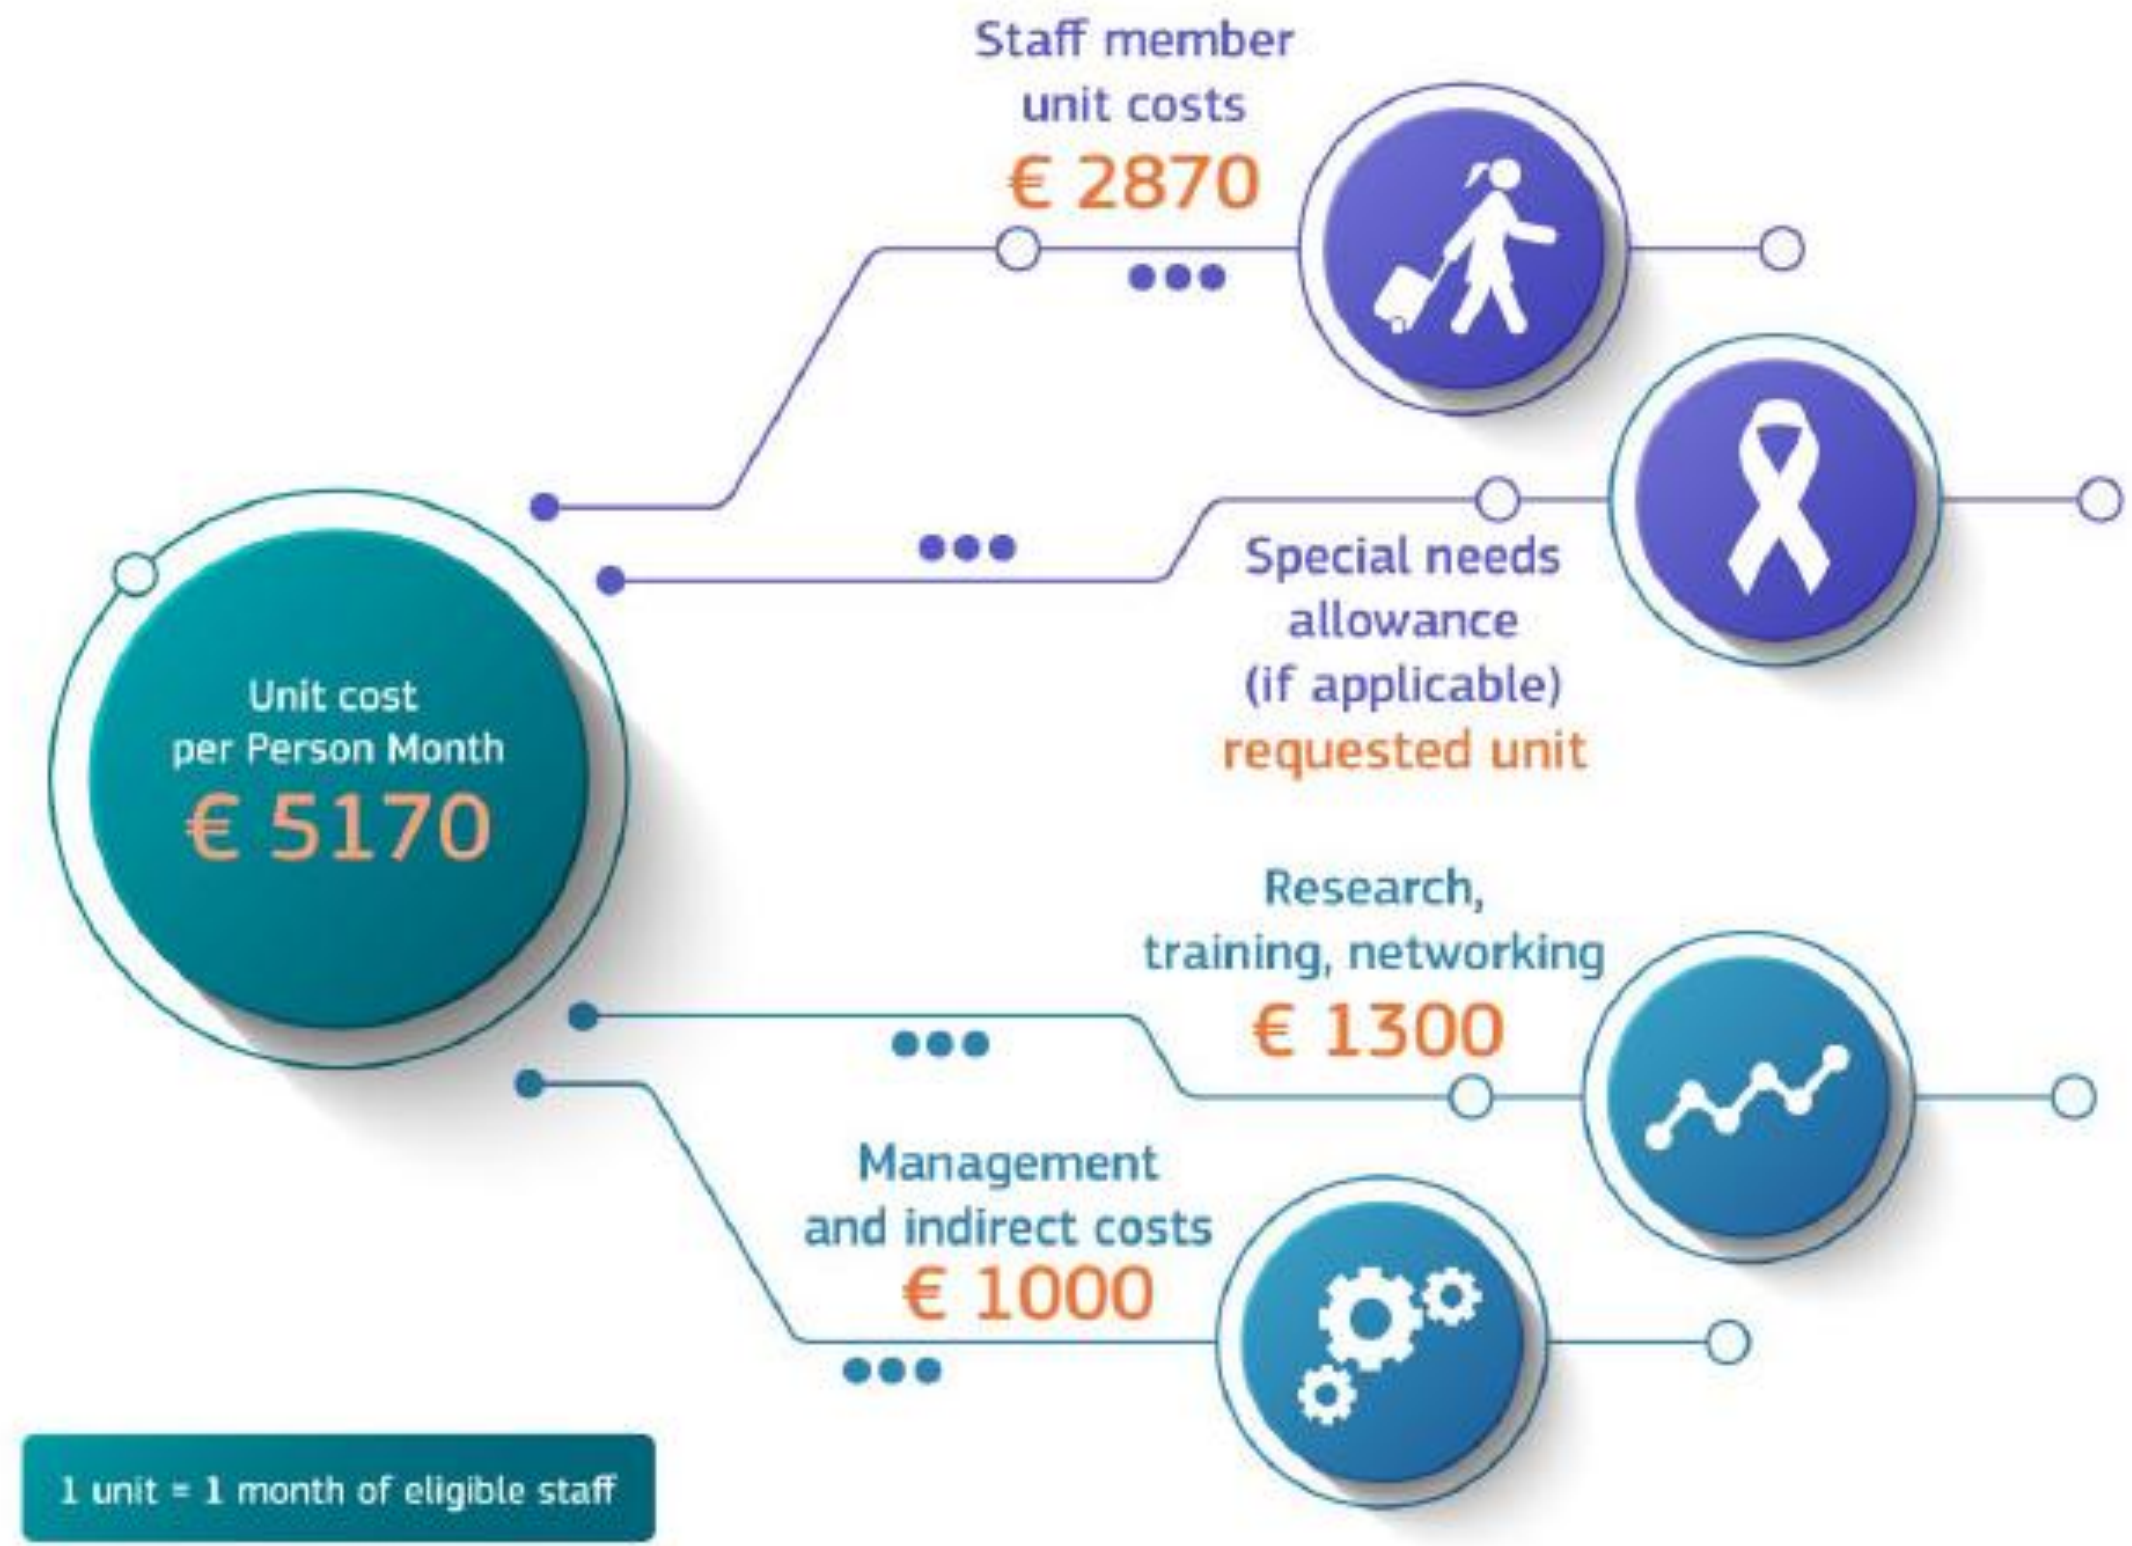 Staff member
unit costs
€ 2870
Special needs
allowance
(if applicable)
requested unit
Unit cost
per Person Month
€ 5170
Research,
training, networking
€ 1300
Management
and indirect costs
€ 1000
1 unit = 1 month of eligible staff